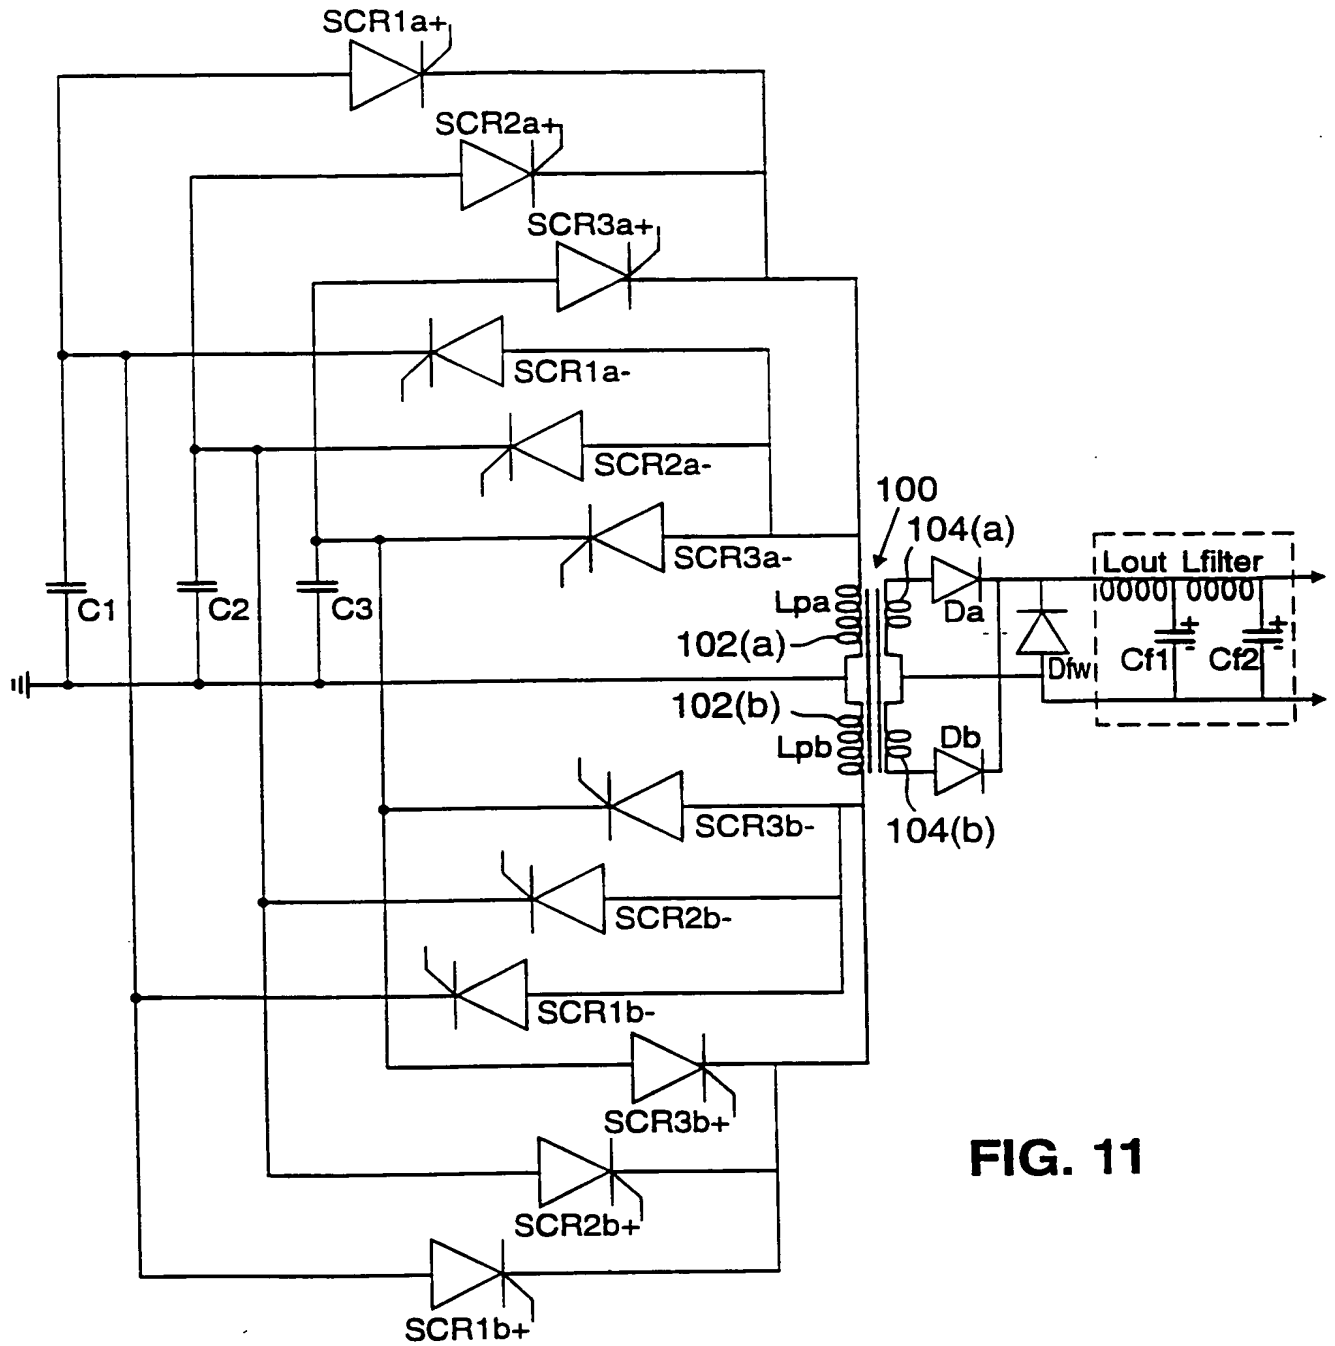 SCR1a+
SCR2a+
SCR3a+
SCR1a-
SCR2a-
SCR3a-
100
104(a)
Lout Lfilter
Da
C1
C2
C3
Lpa
102(a)
+
-
+
-
Cf1
Cf2
Dfw
102(b)
Lpb
Db
SCR3b-
104(b)
SCR2b-
SCR1b-
SCR3b+
FIG. 11
SCR2b+
SCR1b+